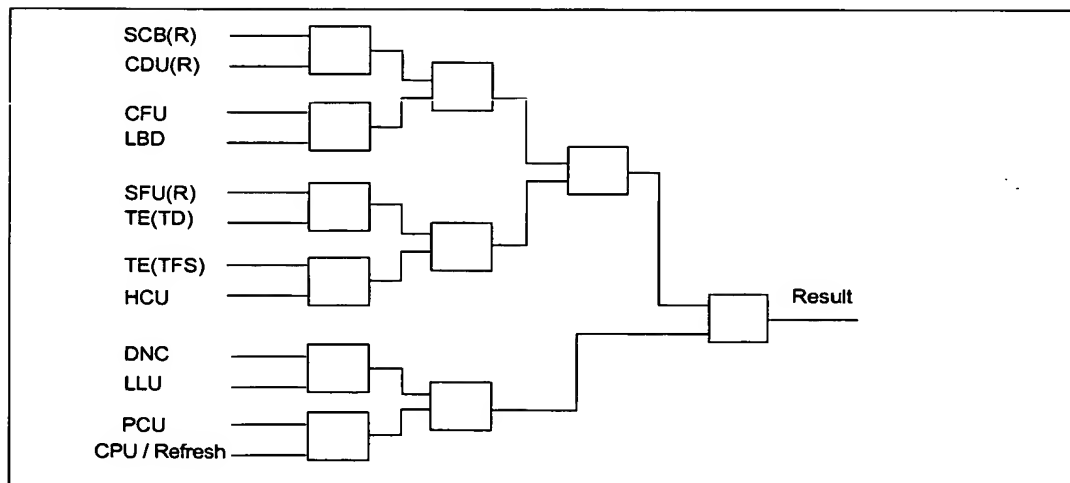 SCB(R)
CDU(R)
CFU
LBD
SFU(R)
TE(TD)
TE(TFS)
HCU
Result
DNC
LLU
PCU
CPU / Refresh